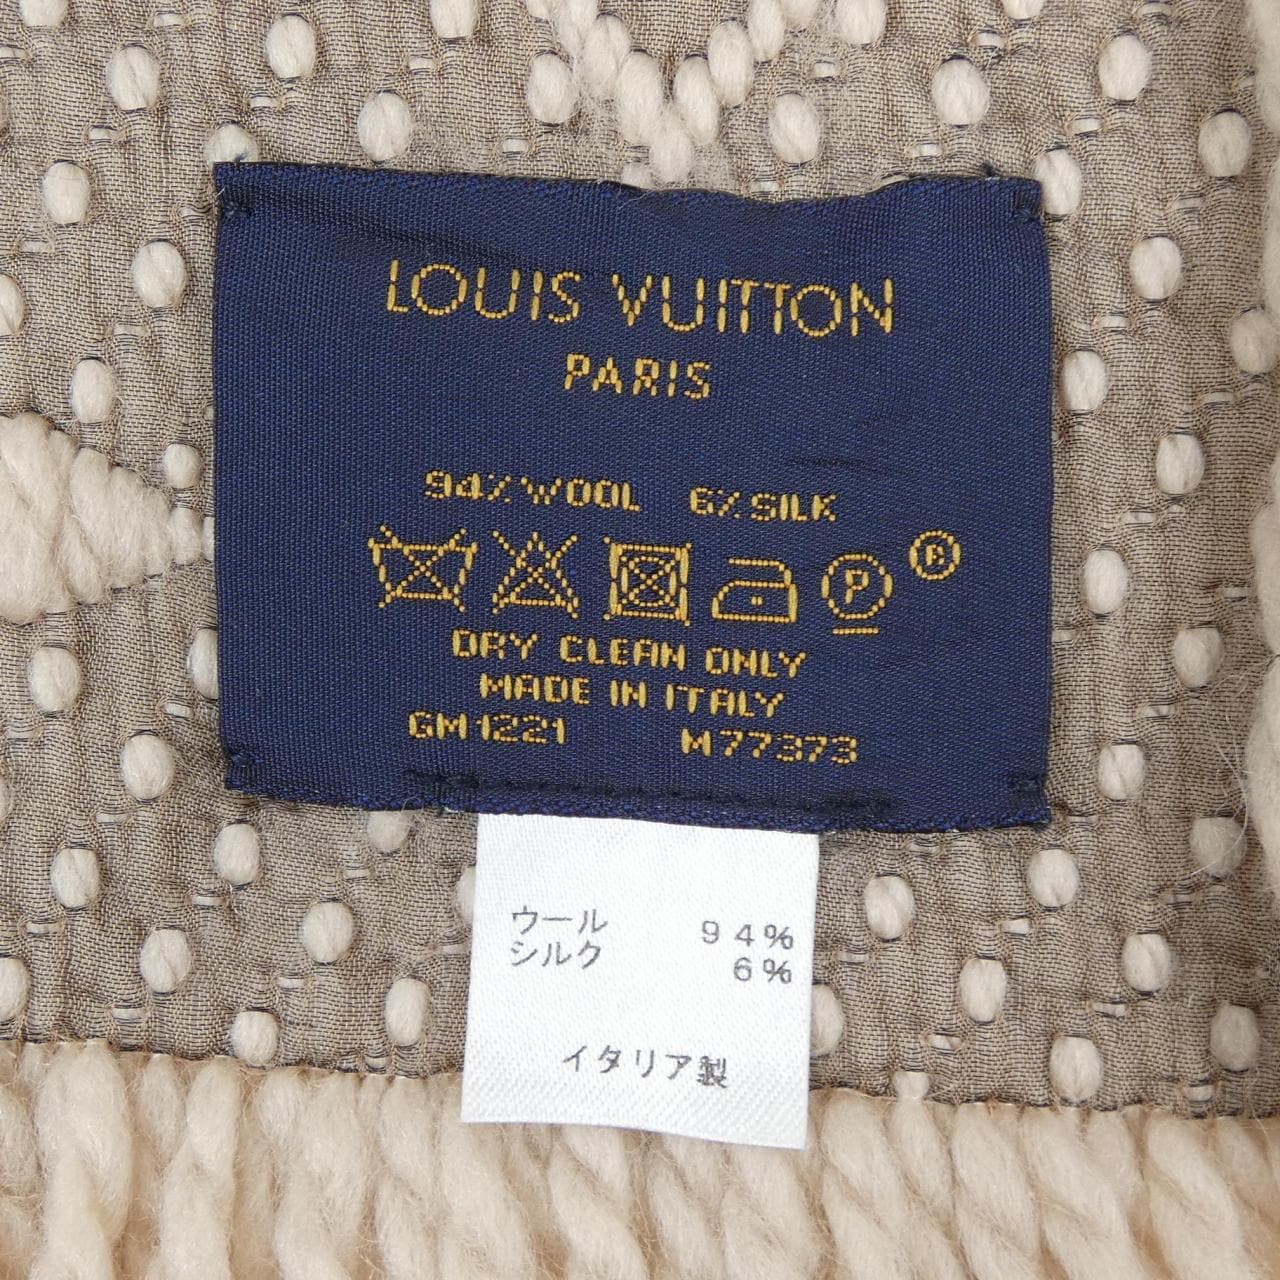 LOUIS VUITTON
PARIS
94% WOOL 6% SILK
P ®
DRY CLEAN ONLY
MADE IN ITALY
GM1221 M77373
ウール 94%
シルク 6%
イタリア製